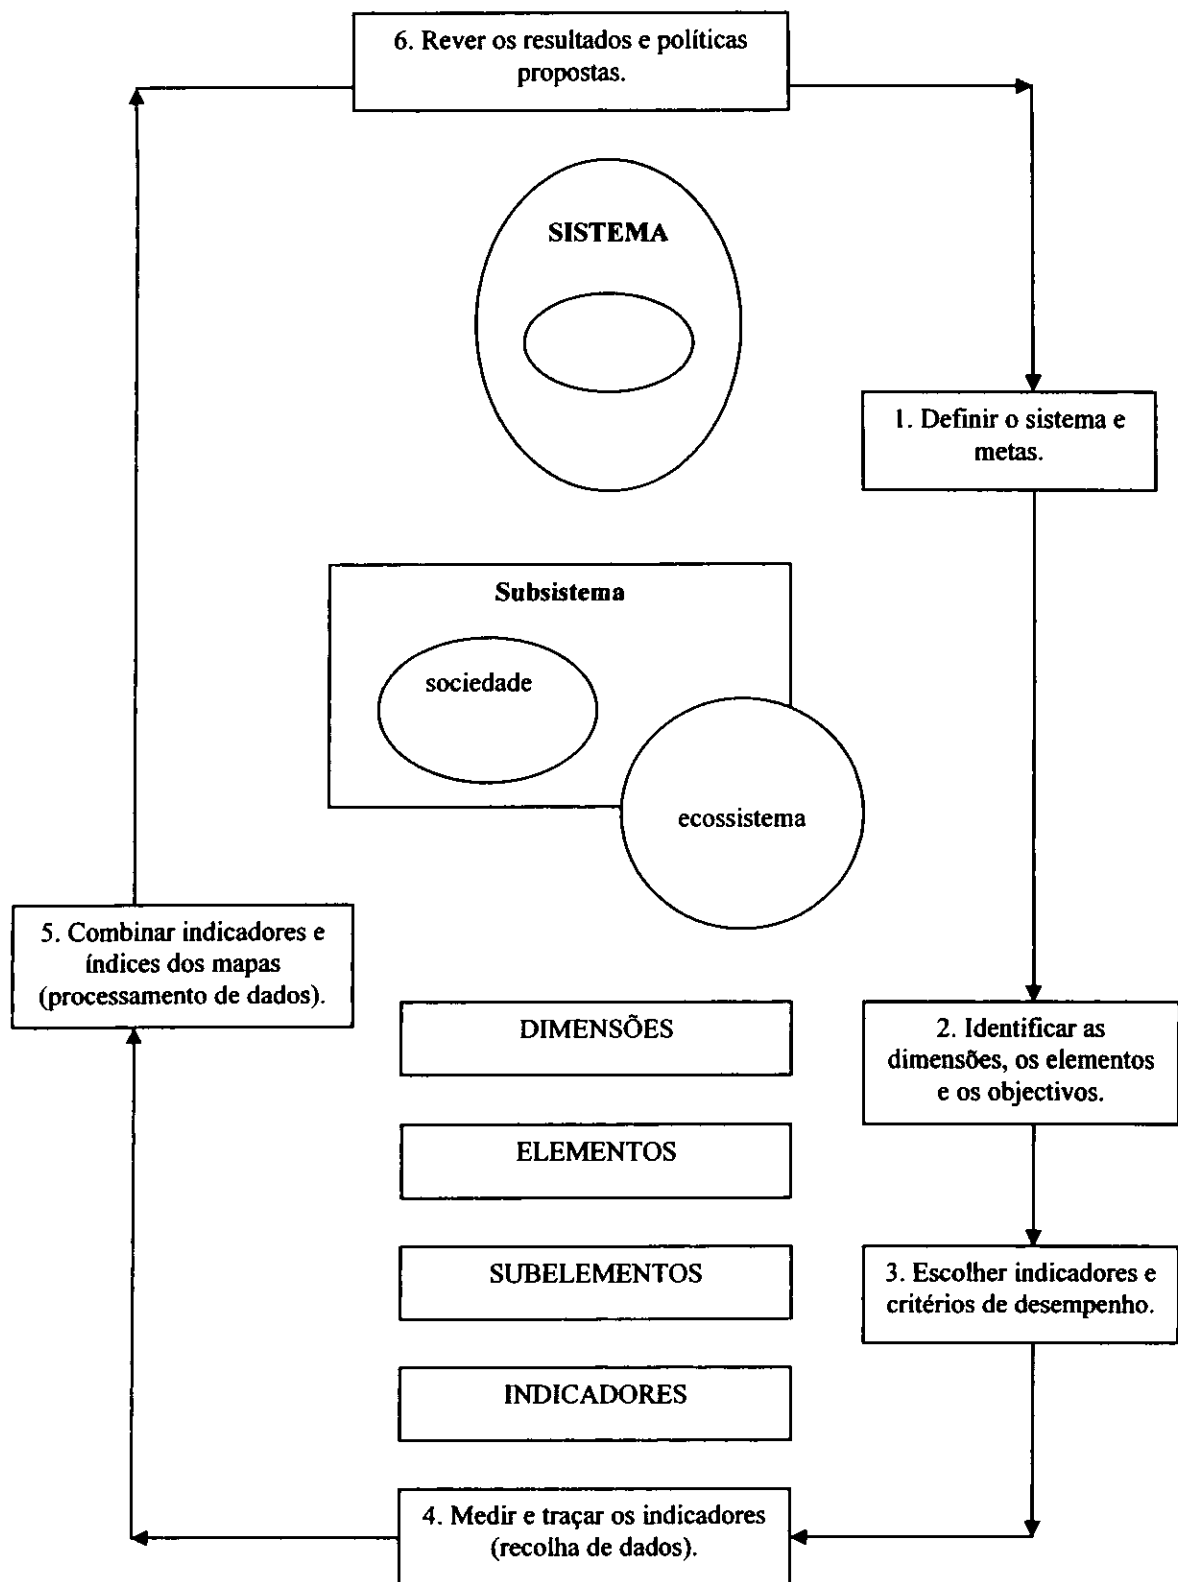 6. Rever os resultados e políticas
propostas.
SISTEMA
1. Definir o sistema e
metas.
Subsistema
sociedade
ecossistema
5. Combinar indicadores e
índices dos mapas
(processamento de dados).
DIMENSÕES
2. Identificar as
dimensões, os elementos
e os objectivos.
ELEMENTOS
SUBELEMENTOS
3. Escolher indicadores e
critérios de desempenho.
INDICADORES
4. Medir e traçar os indicadores
(recolha de dados).